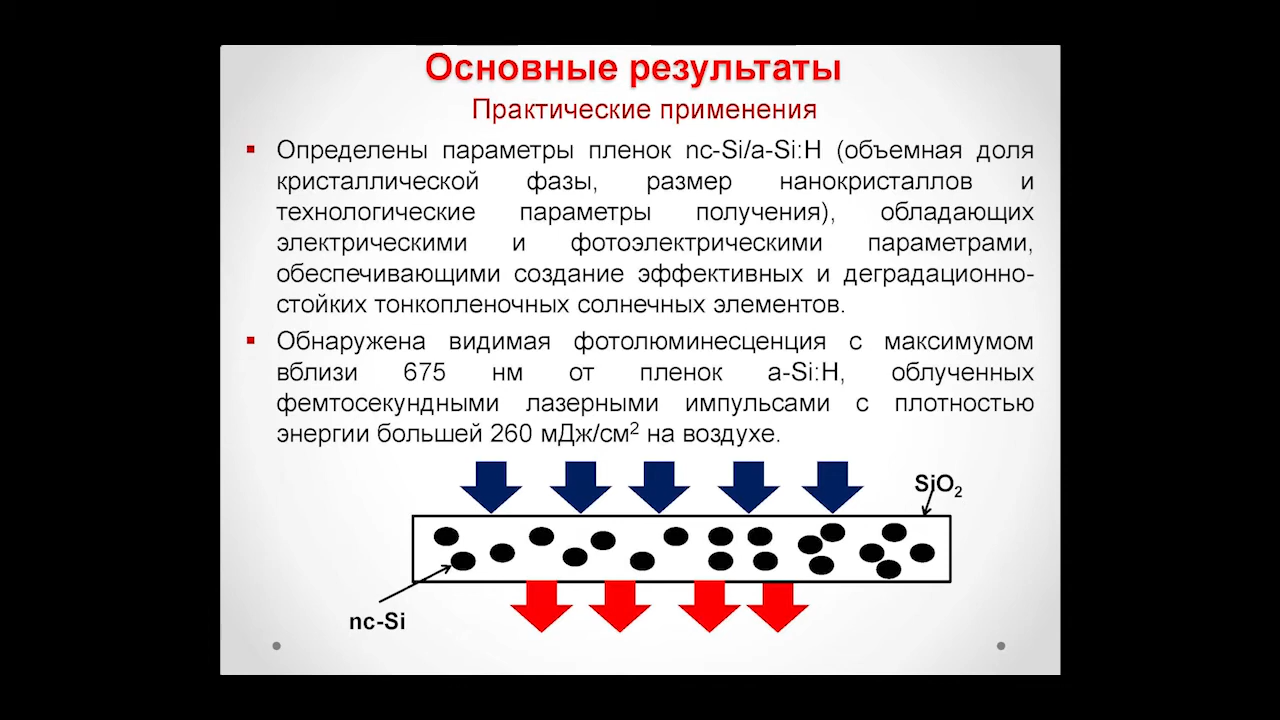 Основные результаты
Практические применения
▪ Определены параметры пленок nc-Si/a-Si:H (объемная доля
кристаллической фазы, размер нанокристаллов и
технологические параметры получения), обладающих
электрическими и фотоэлектрическими параметрами,
обеспечивающими создание эффективных и деградационно-
стойких тонкопленочных солнечных элементов.
▪ Обнаружена видимая фотолюминесценция с максимумом
вблизи 675 нм от пленок a-Si:H, облученных
фемтосекундными лазерными импульсами с плотностью
энергии большей 260 мДж/см² на воздухе.
SiO₂
nc-Si